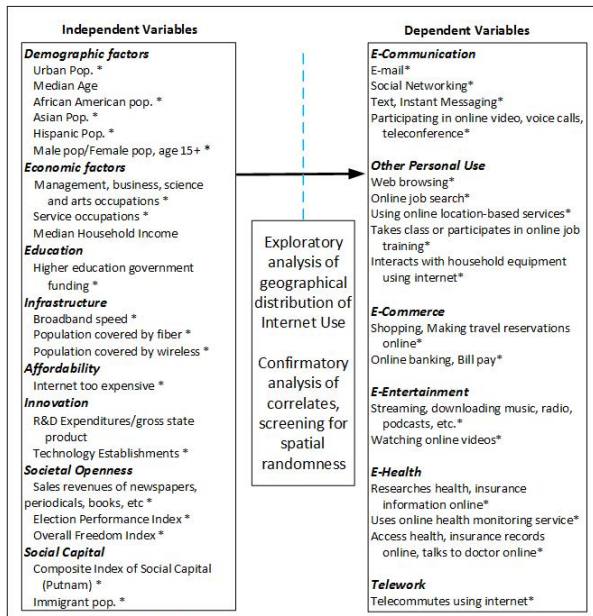 Independent Variables
Demographic factors
Urban Pop. *
Median Age
African American pop. *
Asian Pop. *
Hispanic Pop. *
Male pop/Female pop, age 15+ *
Economic factors
Management, business, science
and arts occupations *
Service occupations *
Median Household Income
Education
Higher education government
funding *
Infrastructure
Broadband speed *
Population covered by fiber *
Population covered by wireless *
Affordability
Internet too expensive *
Innovation
R&D Expenditures/gross state
product
Technology Establishments *
Societal Openness
Sales revenues of newspapers,
periodicals, books, etc *
Election Performance Index *
Overall Freedom Index *
Social Capital
Composite Index of Social Capital
(Putnam) *
Immigrant pop. *
Exploratory
analysis of
geographical
distribution of
Internet Use
Confirmatory
analysis of
correlates,
screening for
spatial
randomness
Dependent Variables
E-Communication
E-mail*
Social Networking*
Text, Instant Messaging*
Participating in online video, voice calls,
teleconference*
Other Personal Use
Web browsing*
Online job search*
Using online location-based services*
Takes class or participates in online job
training*
Interacts with household equipment
using internet*
E-Commerce
Shopping, Making travel reservations
online*
Online banking, Bill pay*
E-Entertainment
Streaming, downloading music, radio,
podcasts, etc.*
Watching online videos*
E-Health
Researches health, insurance
information online*
Uses online health monitoring service*
Access health, insurance records
online, talks to doctor online*
Telework
Telecommutes using internet*